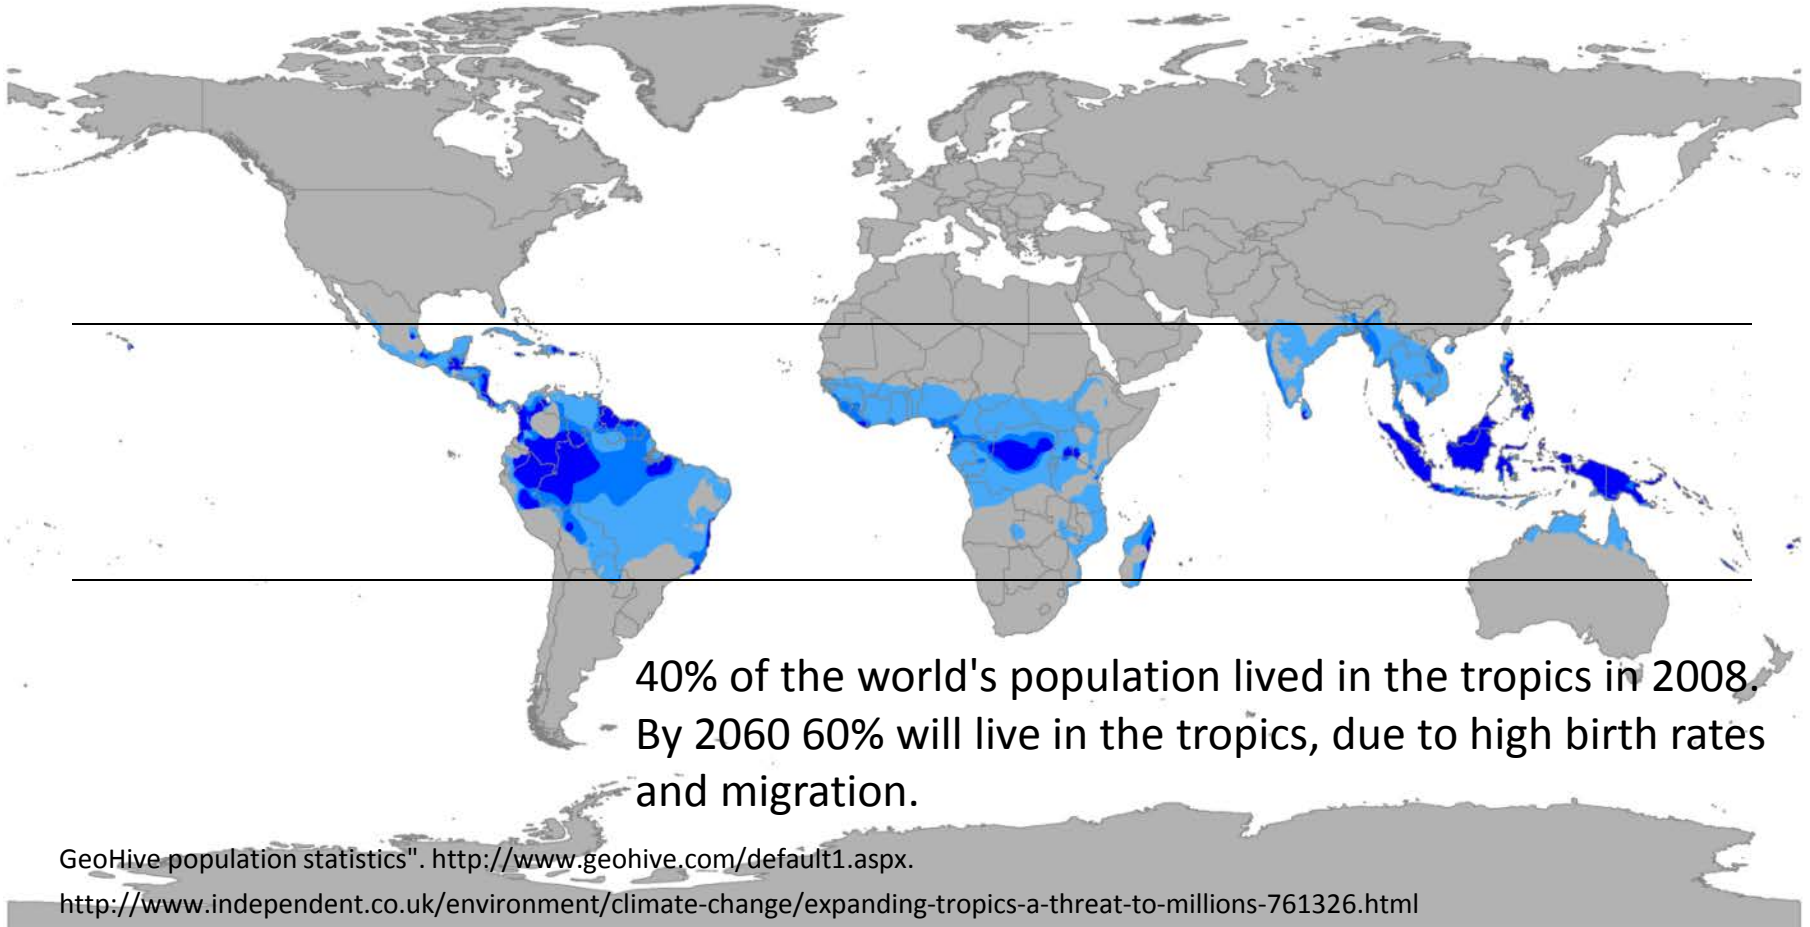 40% of the world's population lived in the tropics in 2008.
By 2060 60% will live in the tropics, due to high birth rates
and migration.
GeoHive population statistics". http://www.geohive.com/default1.aspx.
http://www.independent.co.uk/environment/climate-change/expanding-tropics-a-threat-to-millions-761326.html